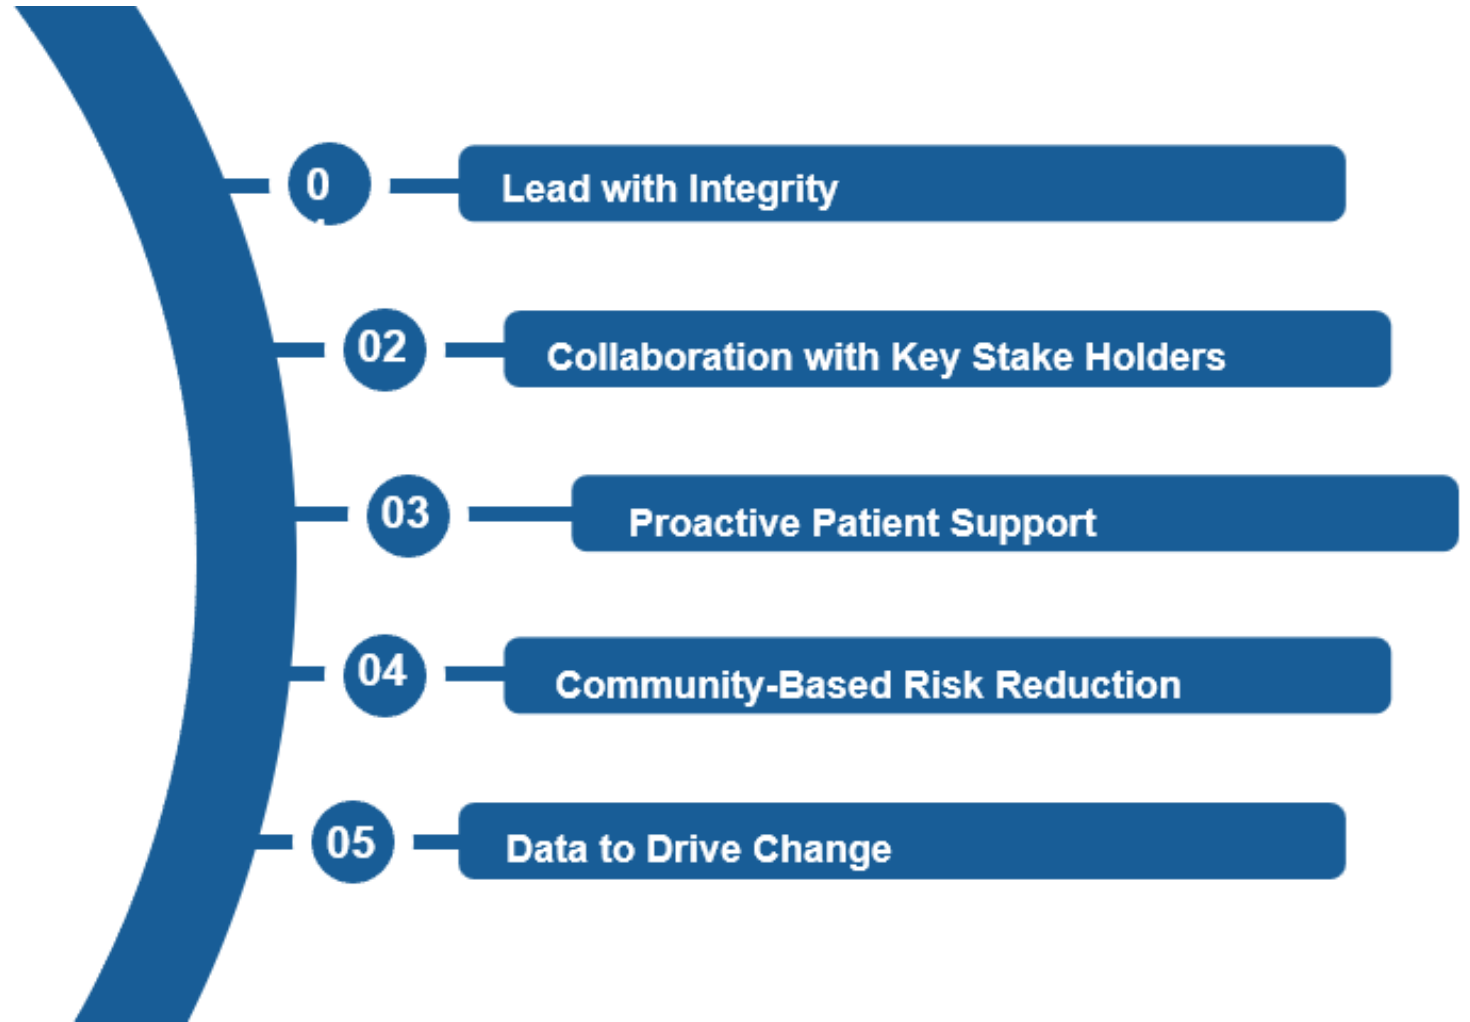 0
Lead with Integrity
02
Collaboration with Key Stake Holders
03
Proactive Patient Support
04
Community-Based Risk Reduction
05
Data to Drive Change